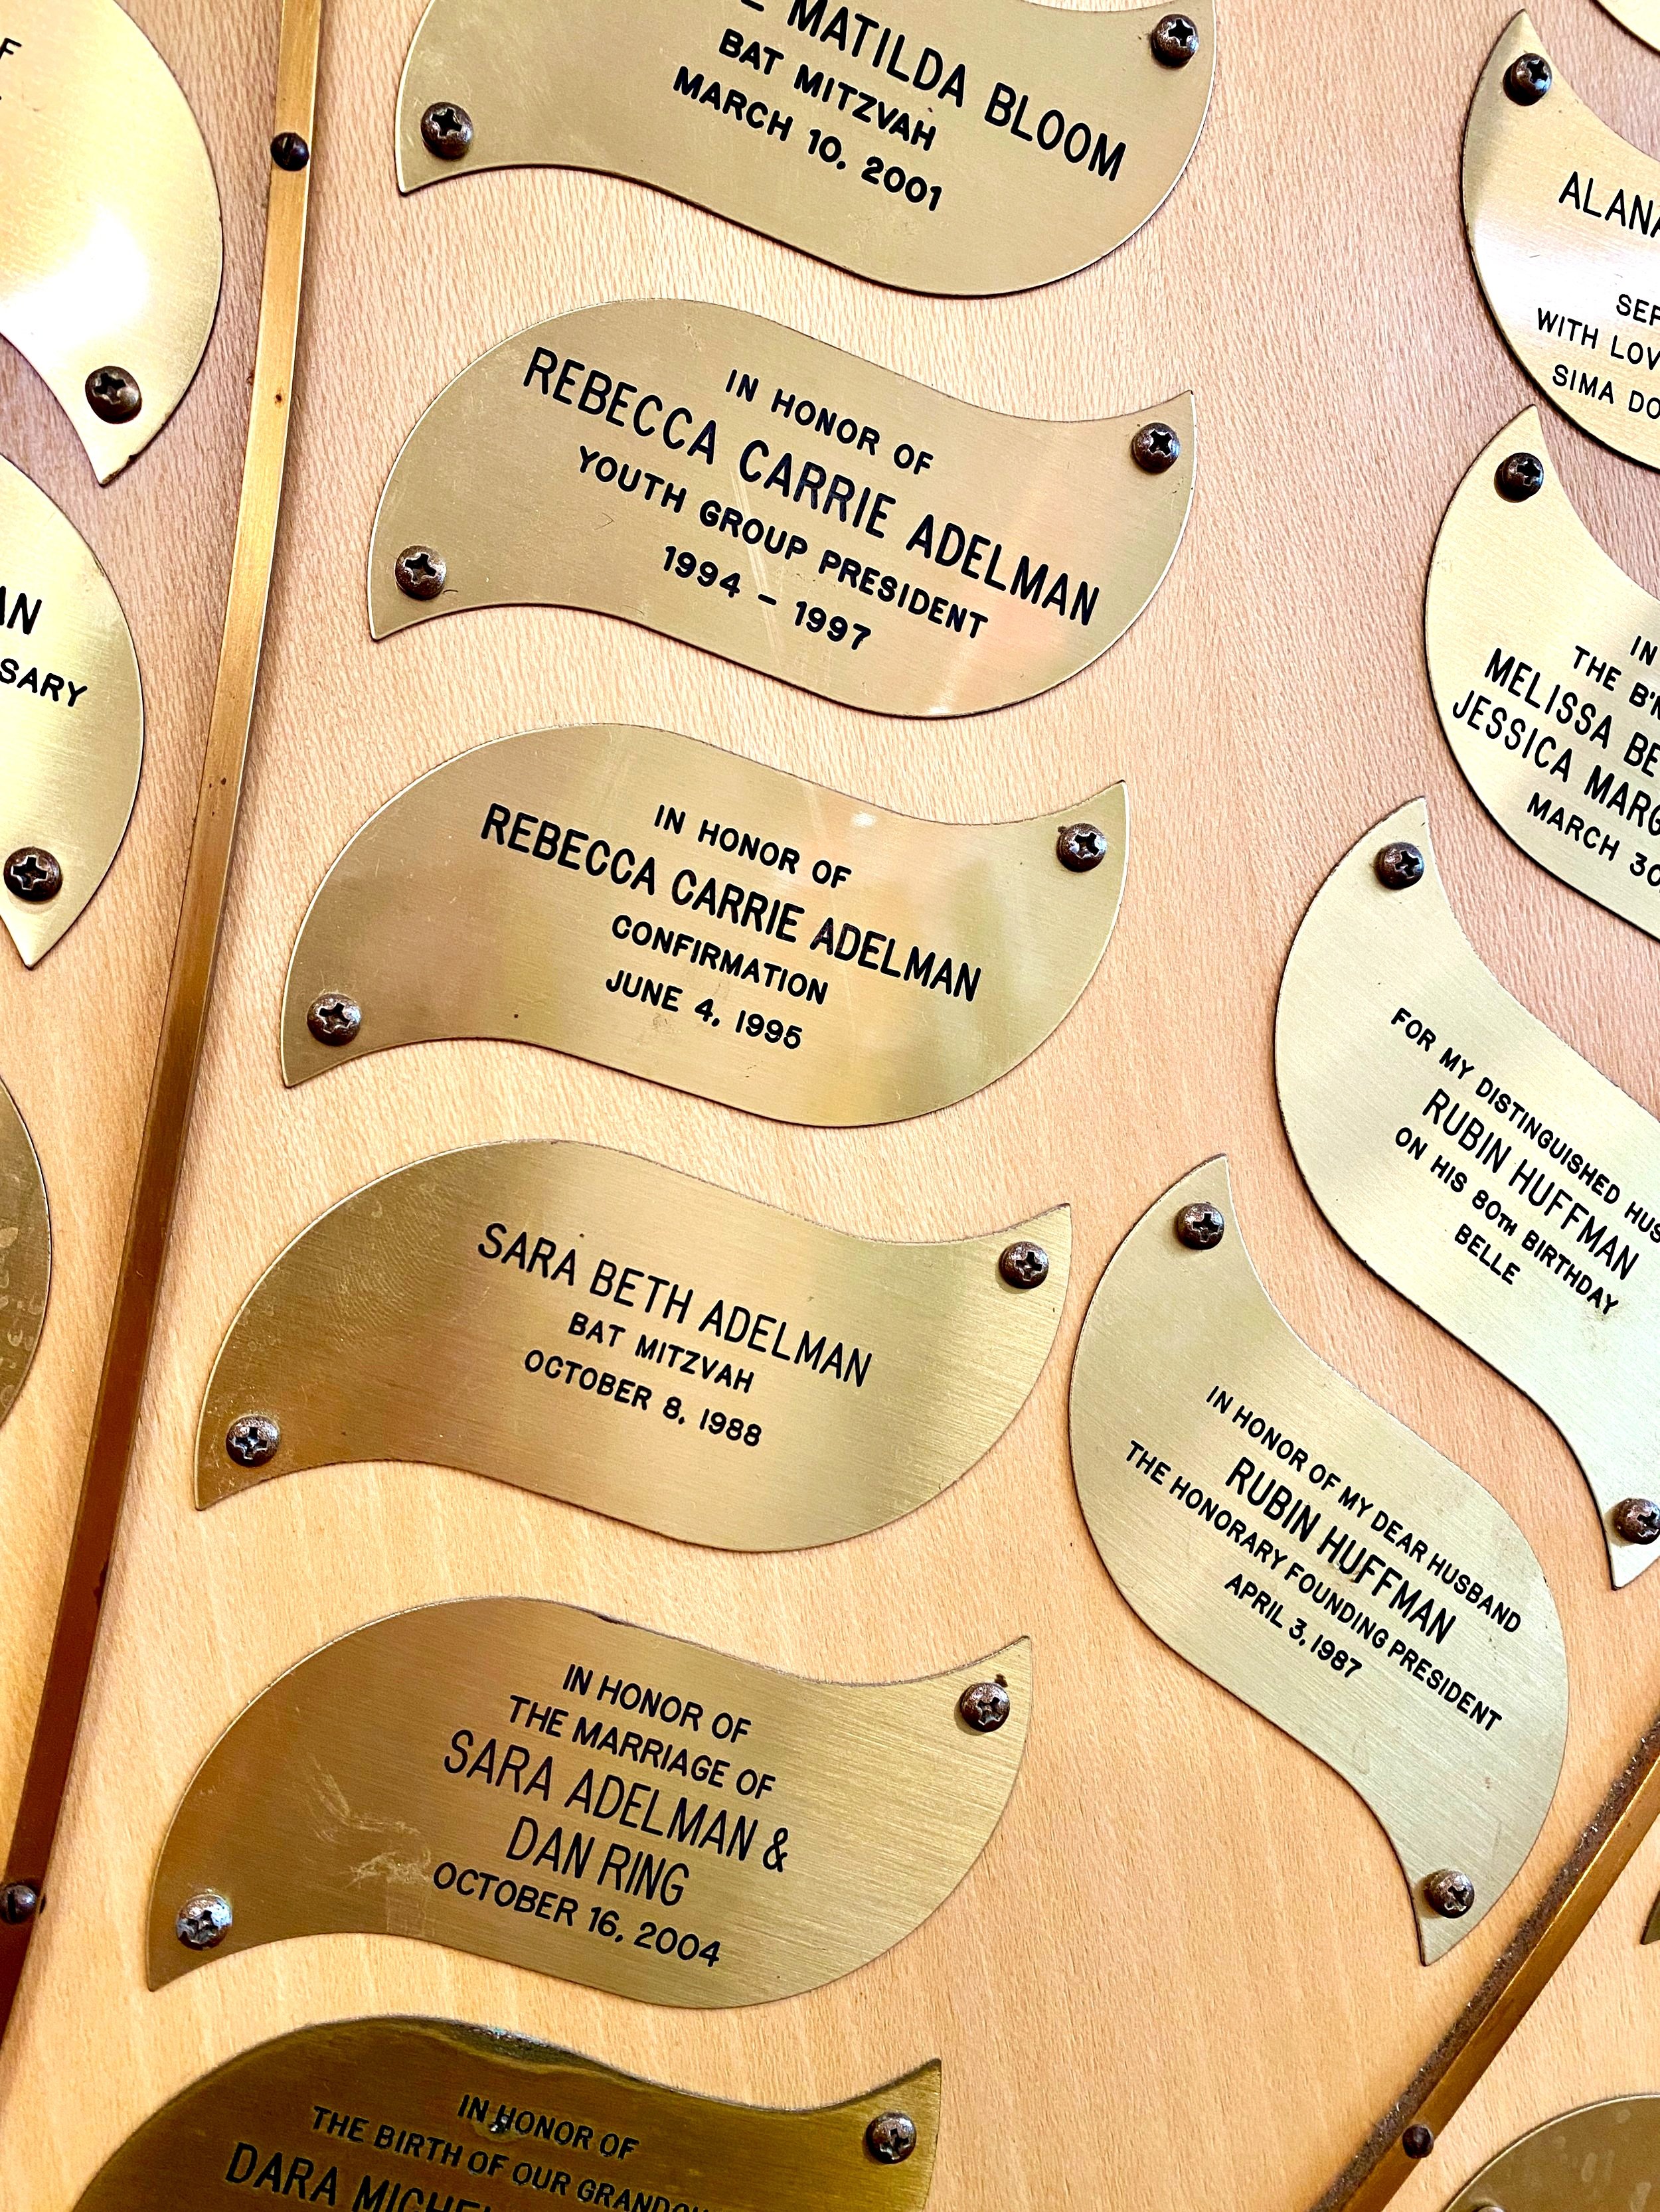 MATILDA BLOOM
BAT MITZVAH
MARCH 10, 2001
IN HONOR OF
REBECCA CARRIE ADELMAN
YOUTH GROUP PRESIDENT
1994 - 1997
IN HONOR OF
REBECCA CARRIE ADELMAN
CONFIRMATION
JUNE 4, 1995
SARA BETH ADELMAN
BAT MITZVAH
OCTOBER 8, 1988
IN HONOR OF
THE MARRIAGE OF
SARA ADELMAN &
DAN RING
OCTOBER 16, 2004
IN HONOR OF
THE BIRTH OF OUR
DARA
WITH
SIMA
IN
THE
MELISSA
JESSICA
MARCH
FOR MY DISTINGUISHED
RUBIN HUFFMAN
ON HIS 80TH BIRTHDAY
BELLE
IN HONOR OF MY DEAR HUSBAND
RUBIN HUFFMAN
THE HONORARY FOUNDING PRESIDENT
APRIL 3, 1987